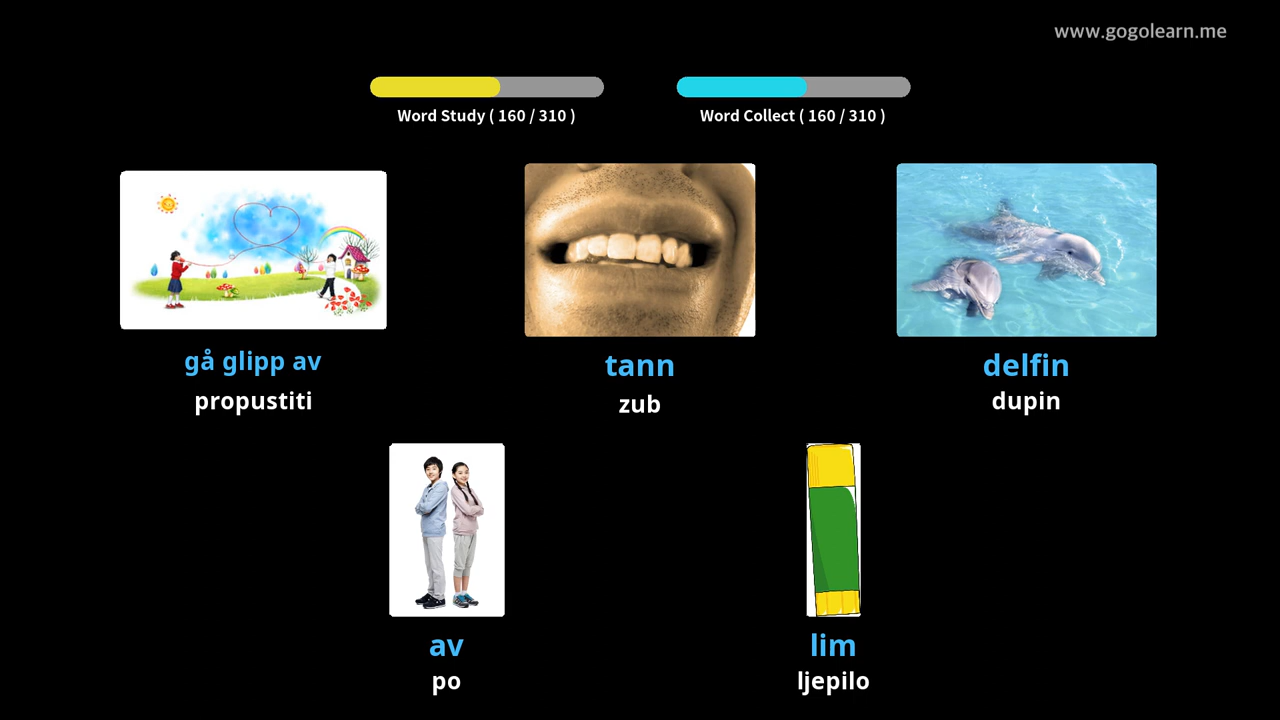 www.gogolearn.me
Word Study ( 160 / 310 )
Word Collect ( 160 / 310 )
gå glipp av
propustiti
tann
zub
delfin
dupin
av
po
lim
ljepilo